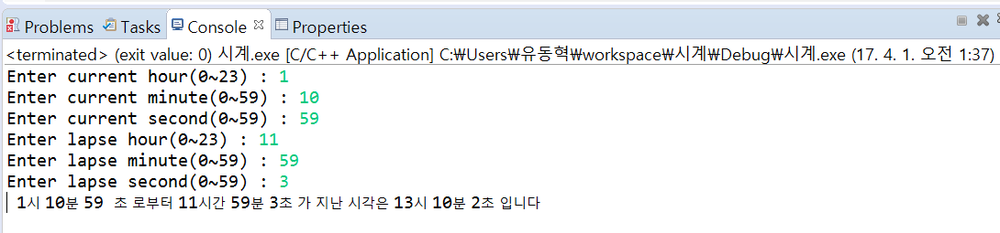 Problems Tasks Console Properties
<terminated> (exit value: 0) 시계.exe [C/C++ Application] C:₩Users₩유동혁₩workspace₩시계₩Debug₩시계.exe (17. 4. 1. 오전 1:37)
Enter current hour(0~23) : 1
Enter current minute(0~59) : 10
Enter current second(0~59) : 59
Enter lapse hour(0~23) : 11
Enter lapse minute(0~59) : 59
Enter lapse second(0~59) : 3
1시 10분 59 초 로부터 11시간 59분 3초 가 지난 시각은 13시 10분 2초 입니다